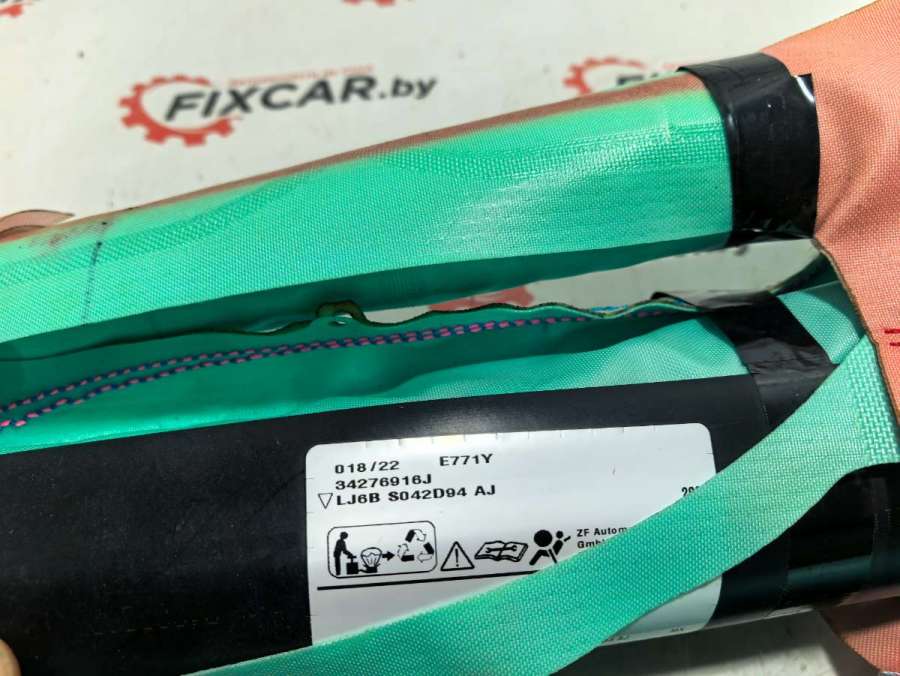 FIXCAR.by
018/22 E771Y
34276916J
▽LJ6B S042D94 AJ
ZF Autom
GmbH